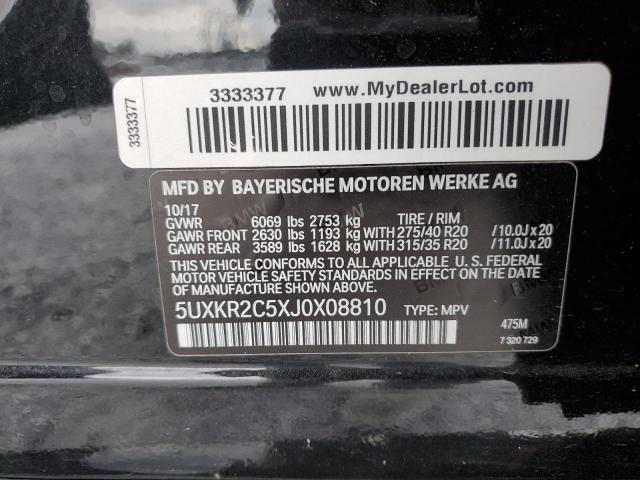 3333377 www.MyDealerLot.com
3333377
MFD BY BAYERISCHE MOTOREN WERKE AG
10/17
GVWR 6069 lbs 2753 kg TIRE / RIM
GAWR FRONT 2630 lbs 1193 kg WITH 275/40 R20 /10.0J x 20
GAWR REAR 3589 lbs 1628 kg WITH 315/35 R20 /11.0J x 20
THIS VEHICLE CONFORMS TO ALL APPLICABLE U. S. FEDERAL
MOTOR VEHICLE SAFETY STANDARDS IN EFFECT ON THE DATE
OF MANUFACTURE SHOWN ABOVE.
5UXKR2C5XJ0X08810 TYPE: MPV
475M
7 320 729